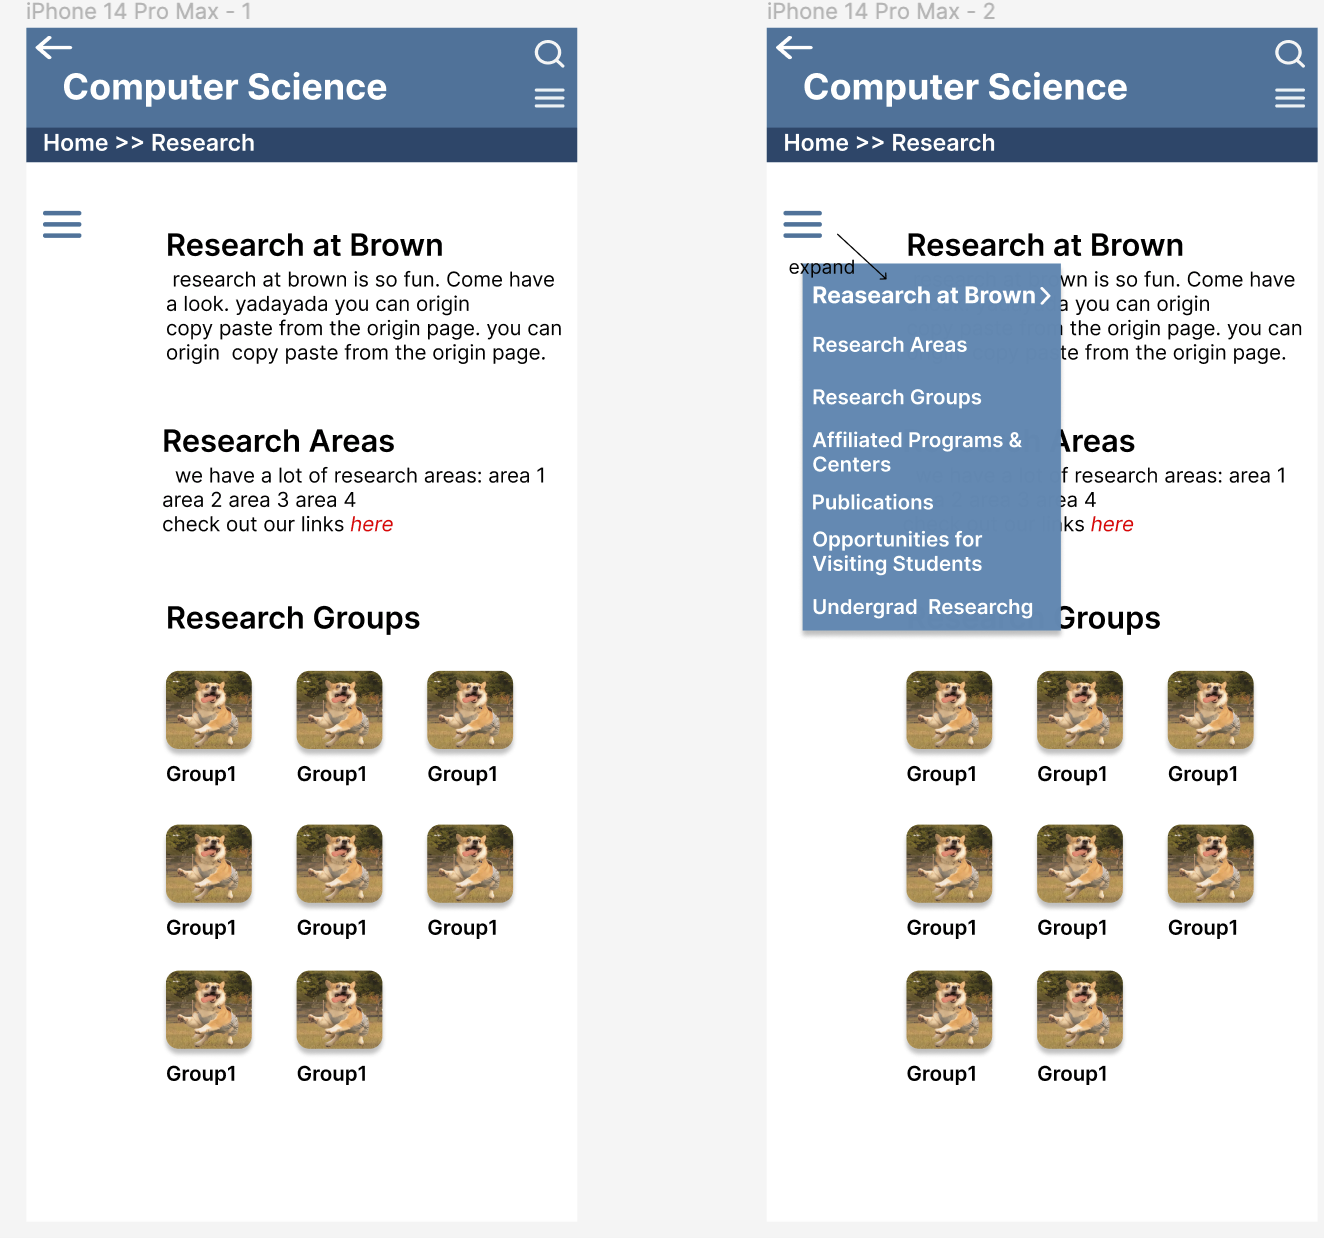 iPhone 14 Pro Max - 1
Computer Science
Home >> Research
Research at Brown
research at brown is so fun. Come have
a look. yadayada you can origin
copy paste from the origin page. you can
origin  copy paste from the origin page.
Research Areas
we have a lot of research areas: area 1
area 2 area 3 area 4
check out our links here
Research Groups
Group1
Group1
Group1
Group1
Group1
Group1
Group1
Group1
iPhone 14 Pro Max - 2
Computer Science
Home >> Research
Research at Brown
expand
wn is so fun. Come have
a you can origin
the origin page. you can
te from the origin page.
Reasearch at Brown
Research Areas
Research Groups
Affiliated Programs &
Centers
Publications
Opportunities for
Visiting Students
Undergrad  Researchg
Areas
f research areas: area 1
ea 4
ks here
Groups
Group1
Group1
Group1
Group1
Group1
Group1
Group1
Group1